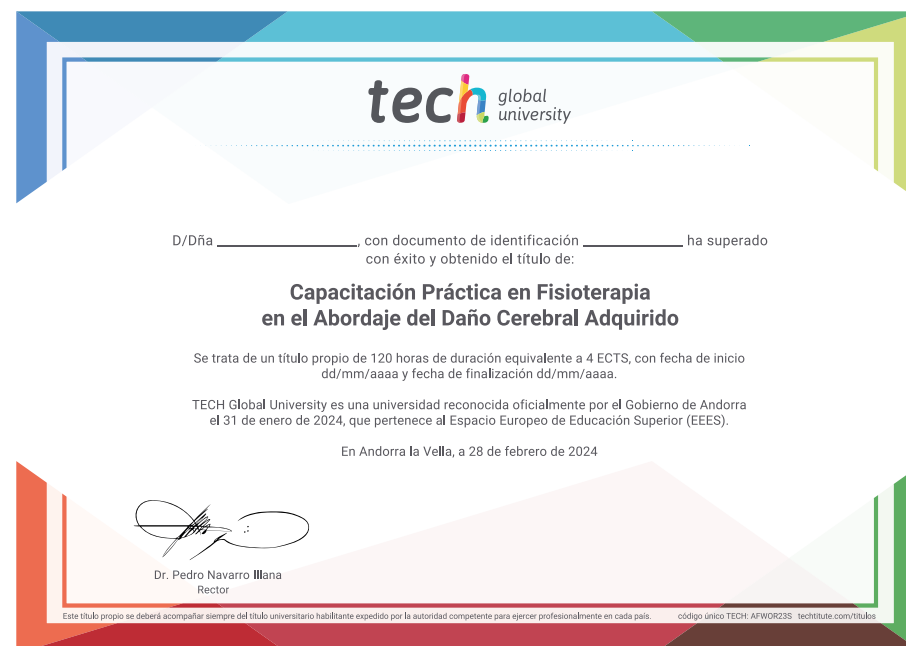 tech global
university
D/Dña ____________________, con documento de identificación ______________ ha superado
con éxito y obtenido el título de:
Capacitación Práctica en Fisioterapia
en el Abordaje del Daño Cerebral Adquirido
Se trata de un título propio de 120 horas de duración equivalente a 4 ECTS, con fecha de inicio
dd/mm/aaaa y fecha de finalización dd/mm/aaaa.
TECH Global University es una universidad reconocida oficialmente por el Gobierno de Andorra
el 31 de enero de 2024, que pertenece al Espacio Europeo de Educación Superior (EEES).
En Andorra la Vella, a 28 de febrero de 2024
Dr. Pedro Navarro Illana
Rector
Este título propio se deberá acompañar siempre del título universitario habilitante expedido por la autoridad competente para ejercer profesionalmente en cada país. código único TECH: AFWOR23S techtitute.com/titulos